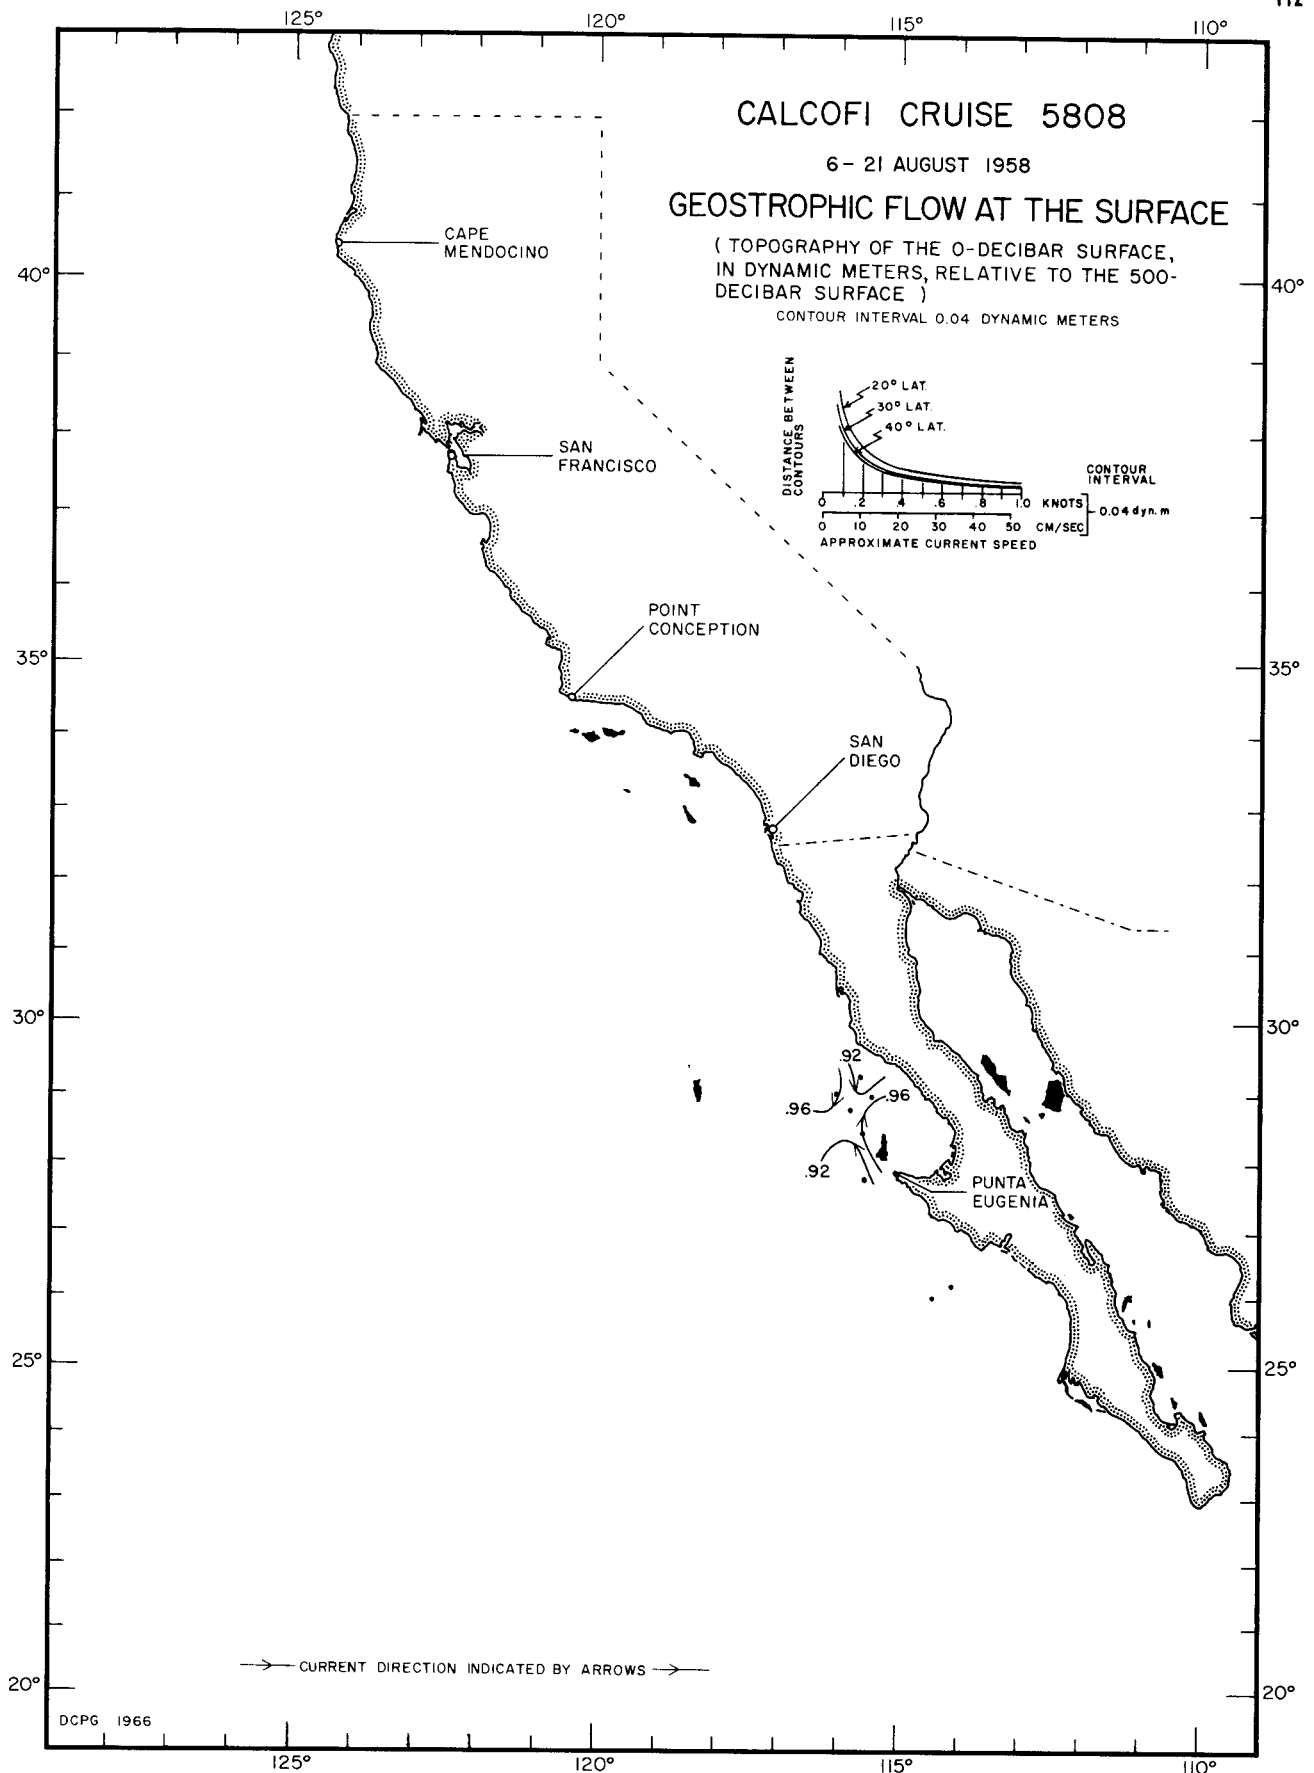 125° 120° 115° 110°
CALCOFI CRUISE 5808
6-21 AUGUST 1958
GEOSTROPHIC FLOW AT THE SURFACE
( TOPOGRAPHY OF THE 0-DECIBAR SURFACE,
IN DYNAMIC METERS, RELATIVE TO THE 500-
DECIBAR SURFACE )
CONTOUR INTERVAL 0.04 DYNAMIC METERS
CAPE
MENDOCINO
40° 40°
DISTANCE BETWEEN
CONTOURS
20° LAT.
30° LAT.
40° LAT.
CONTOUR
INTERVAL
0 .2 .4 .6 .8 1.0 KNOTS
0.04 dyn. m
0 10 20 30 40 50 CM/SEC
APPROXIMATE CURRENT SPEED
SAN
FRANCISCO
POINT
CONCEPTION
35° 35°
SAN
DIEGO
30° 30°
.92
.96
.96
.92
PUNTA
EUGENIA
25° 25°
CURRENT DIRECTION INDICATED BY ARROWS
20° 20°
DCPG 1966
125° 120° 115° 110°